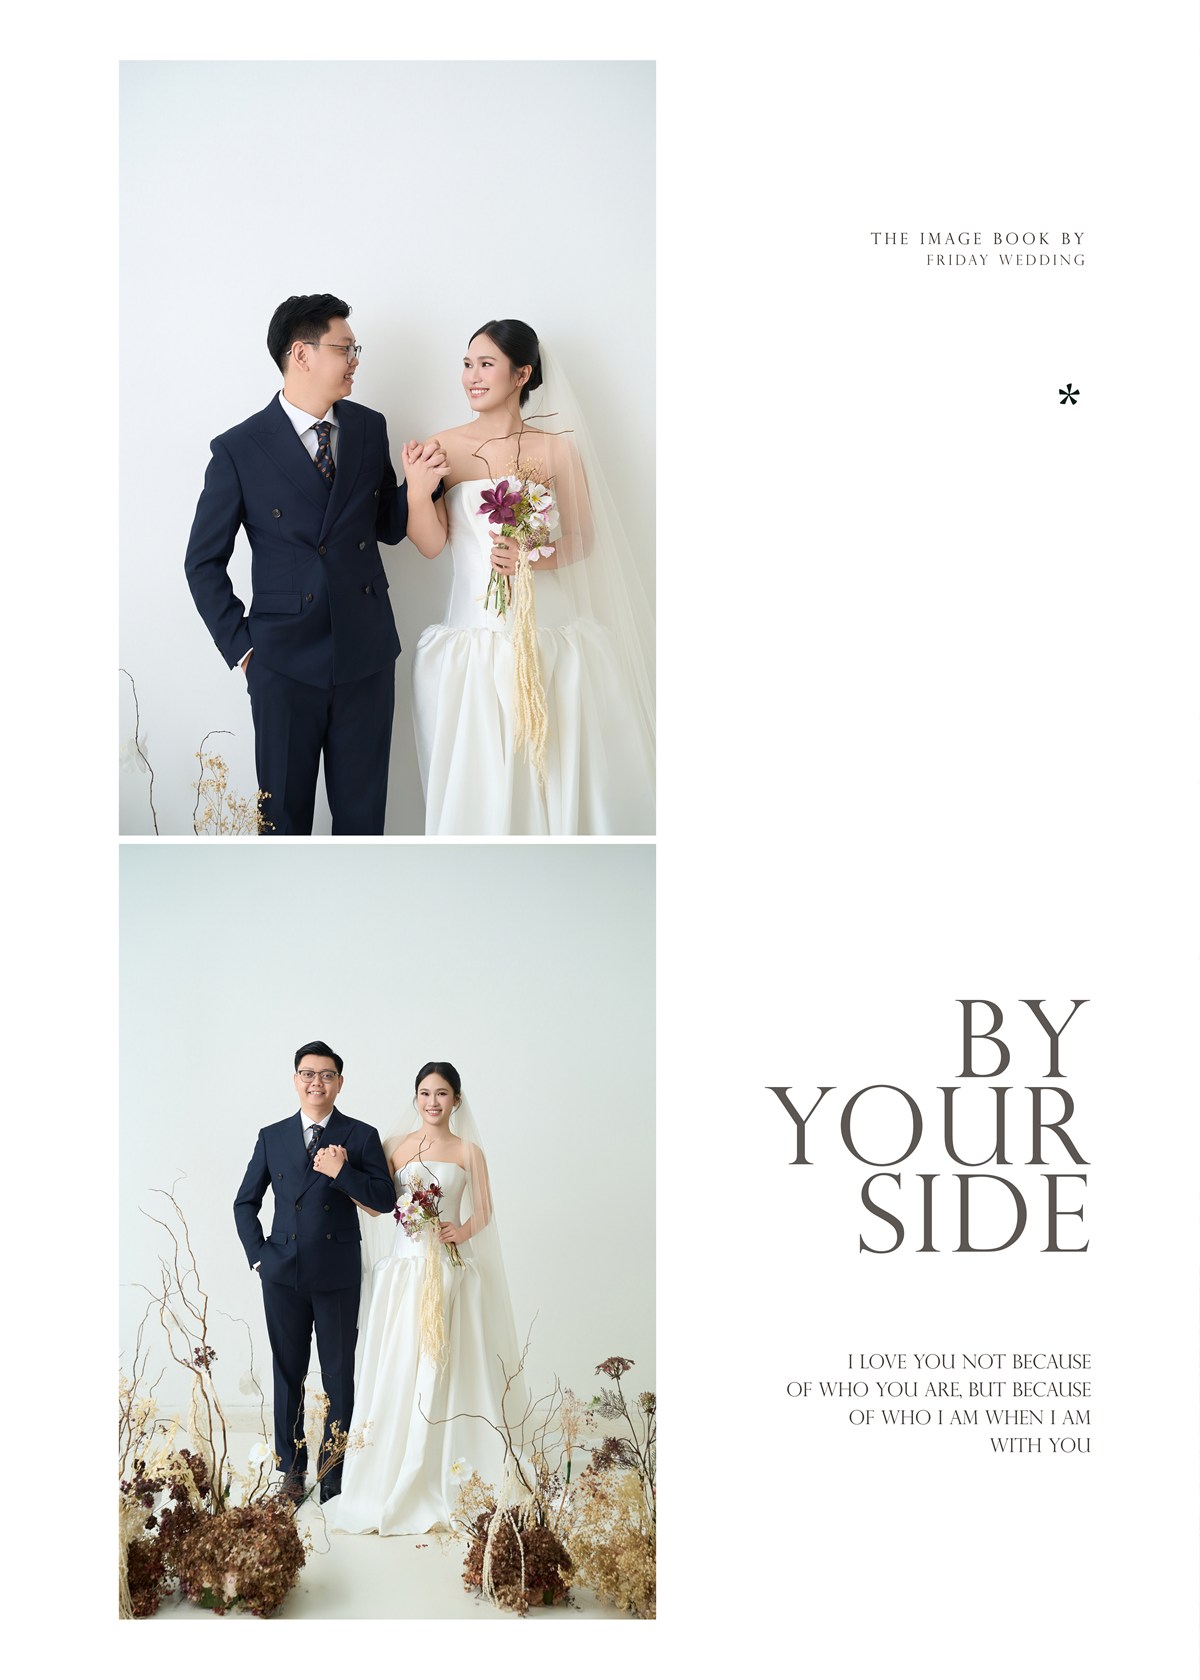 THE IMAGE BOOK BY
FRIDAY WEDDING
*
BY
YOUR
SIDE
I LOVE YOU NOT BECAUSE
OF WHO YOU ARE, BUT BECAUSE
OF WHO I AM WHEN I AM
WITH YOU